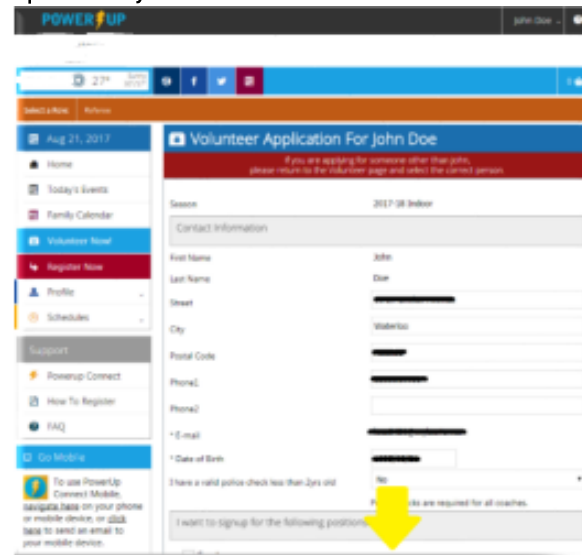 POWERUP
John Doe
27°
Select a Role: Referee
Aug 21, 2017
Home
Today's Events
Family Calendar
Volunteer Now!
Register Now
Profile
Schedules
Support
Powerup Connect
How To Register
FAQ
Go Mobile
To use PowerUp
Connect Mobile,
navigate here on your phone
or mobile device, or click
here to send an email to
your mobile device.
Volunteer Application For John Doe
If you are applying for someone other than John,
please return to the Volunteer page and select the correct person.
Season 2017-18 Indoor
Contact Information
First Name John
Last Name Doe
Street
City Waterloo
Postal Code
Phone1
Phone2
* E-mail
* Date of Birth
I have a valid police check less than 2yrs old No
are required for all coaches.
I want to signup for the following positions